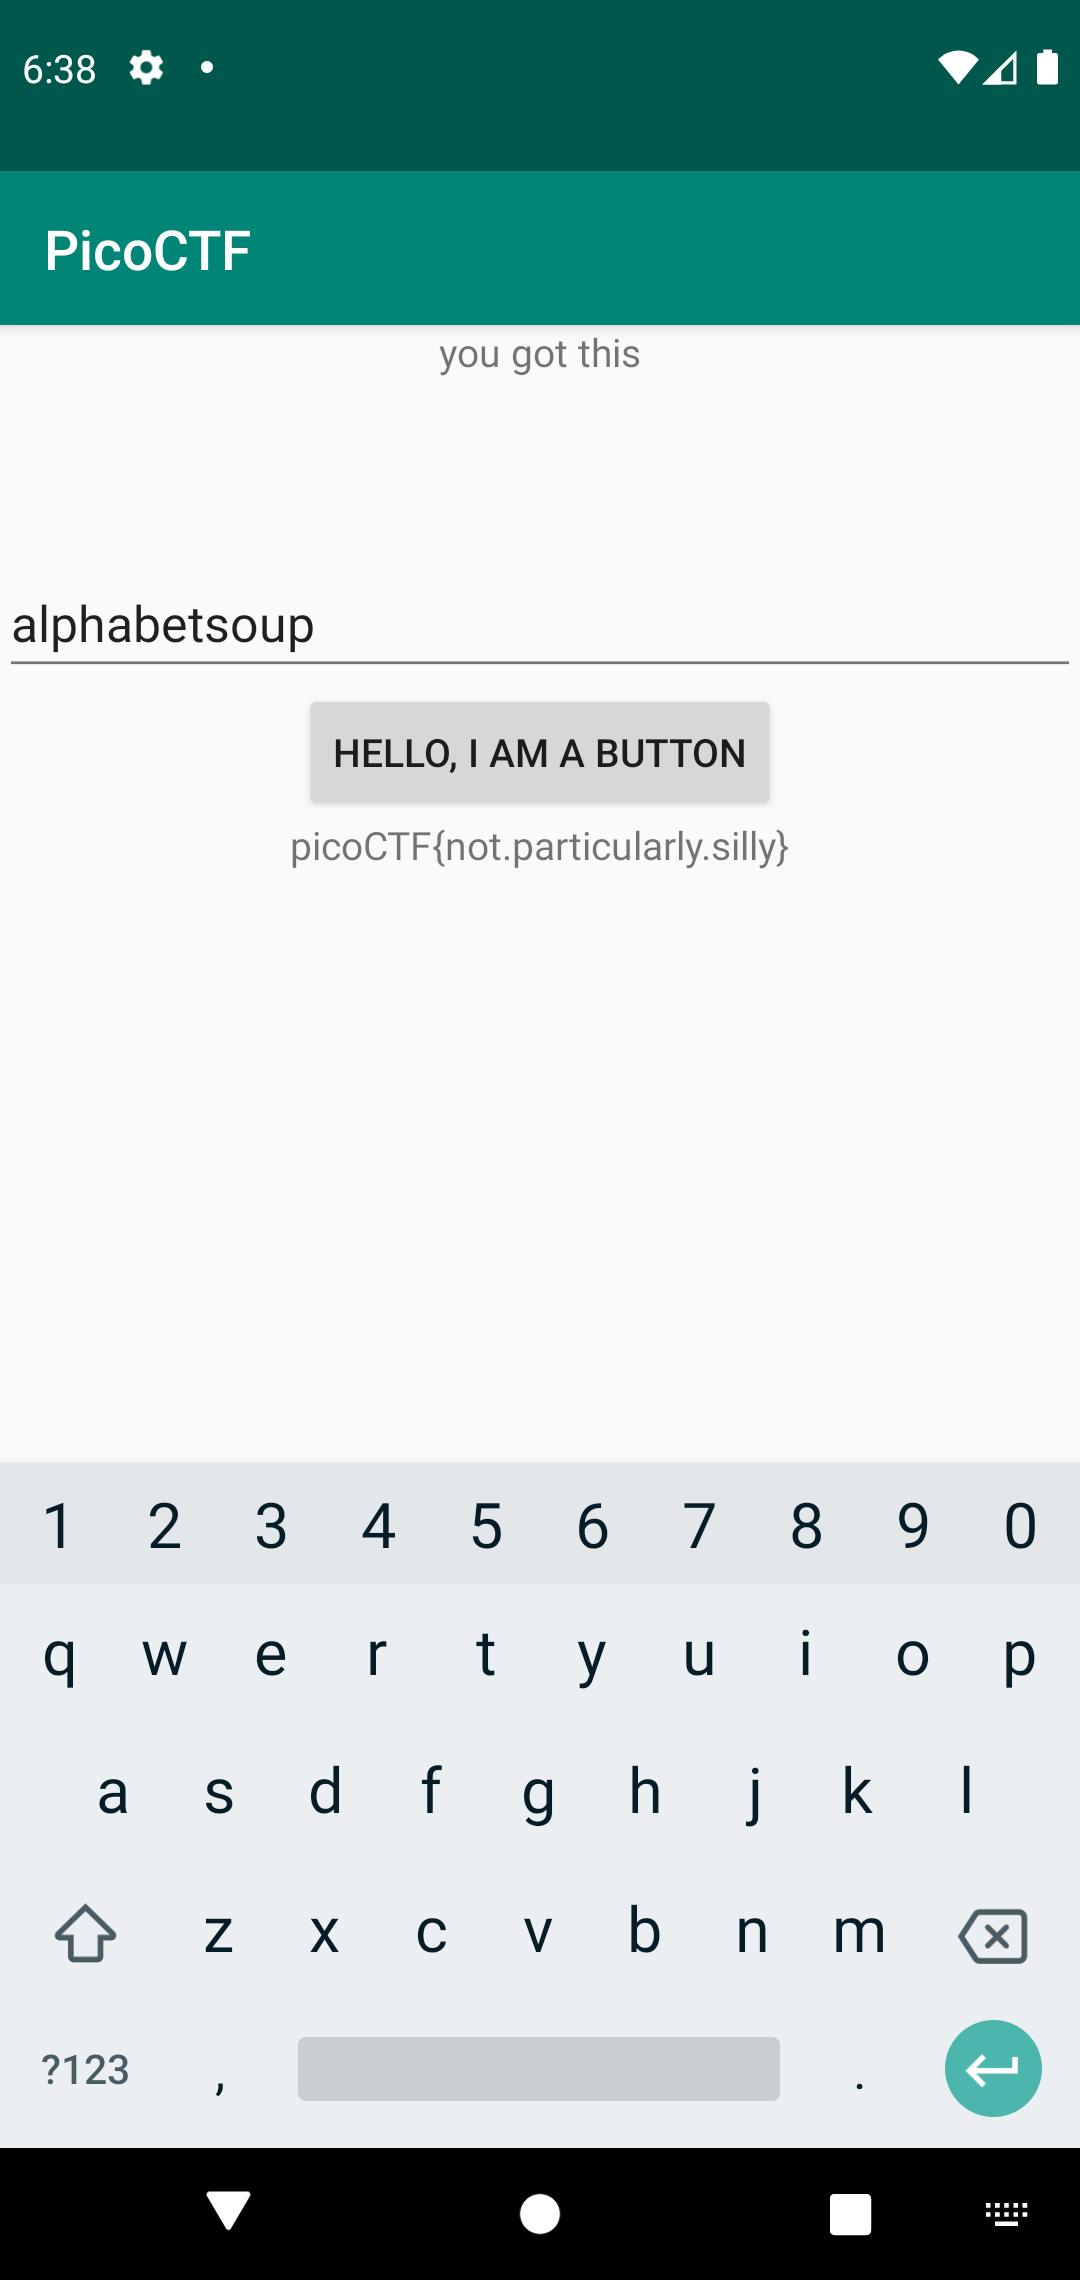 6:38
PicoCTF
you got this
alphabetsoup
HELLO, I AM A BUTTON
picoCTF{not.particularly.silly}
1 2 3 4 5 6 7 8 9 0
q w e r t y u i o p
a s d f g h j k l
z x c v b n m
?123 , .